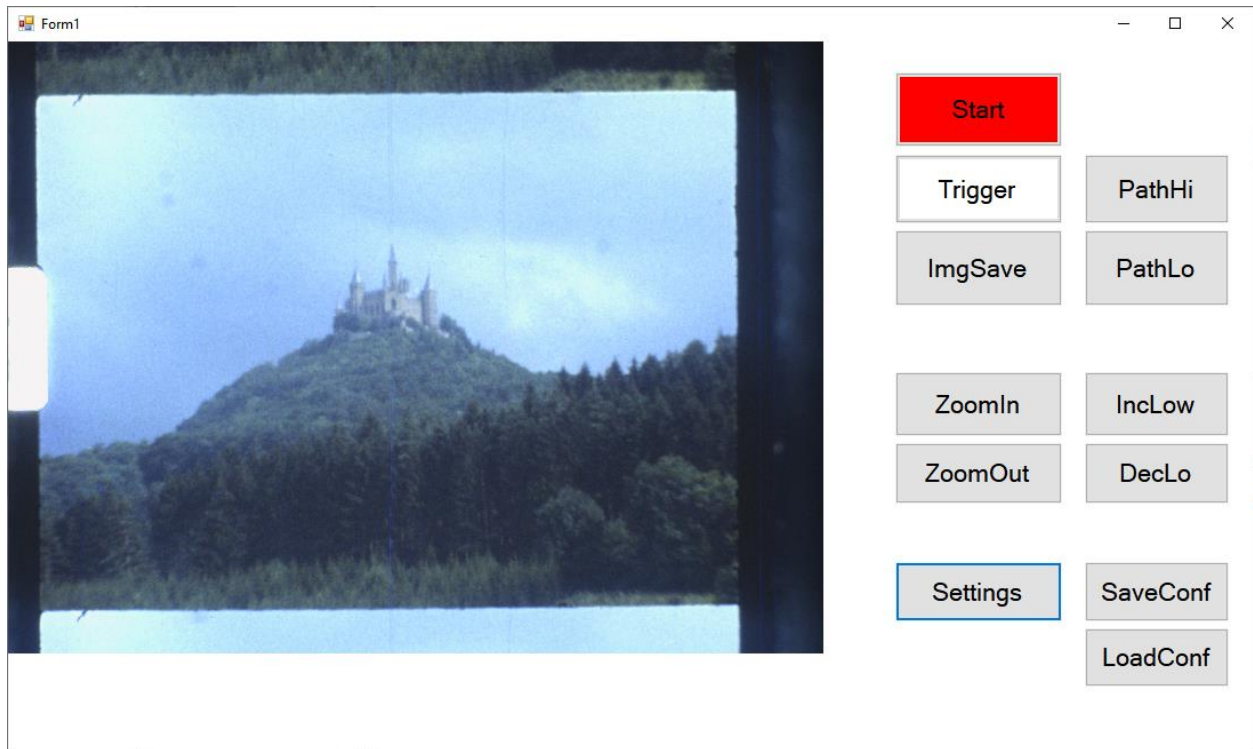 Form1
Start
Trigger
PathHi
ImgSave
PathLo
ZoomIn
IncLow
ZoomOut
DecLo
Settings
SaveConf
LoadConf